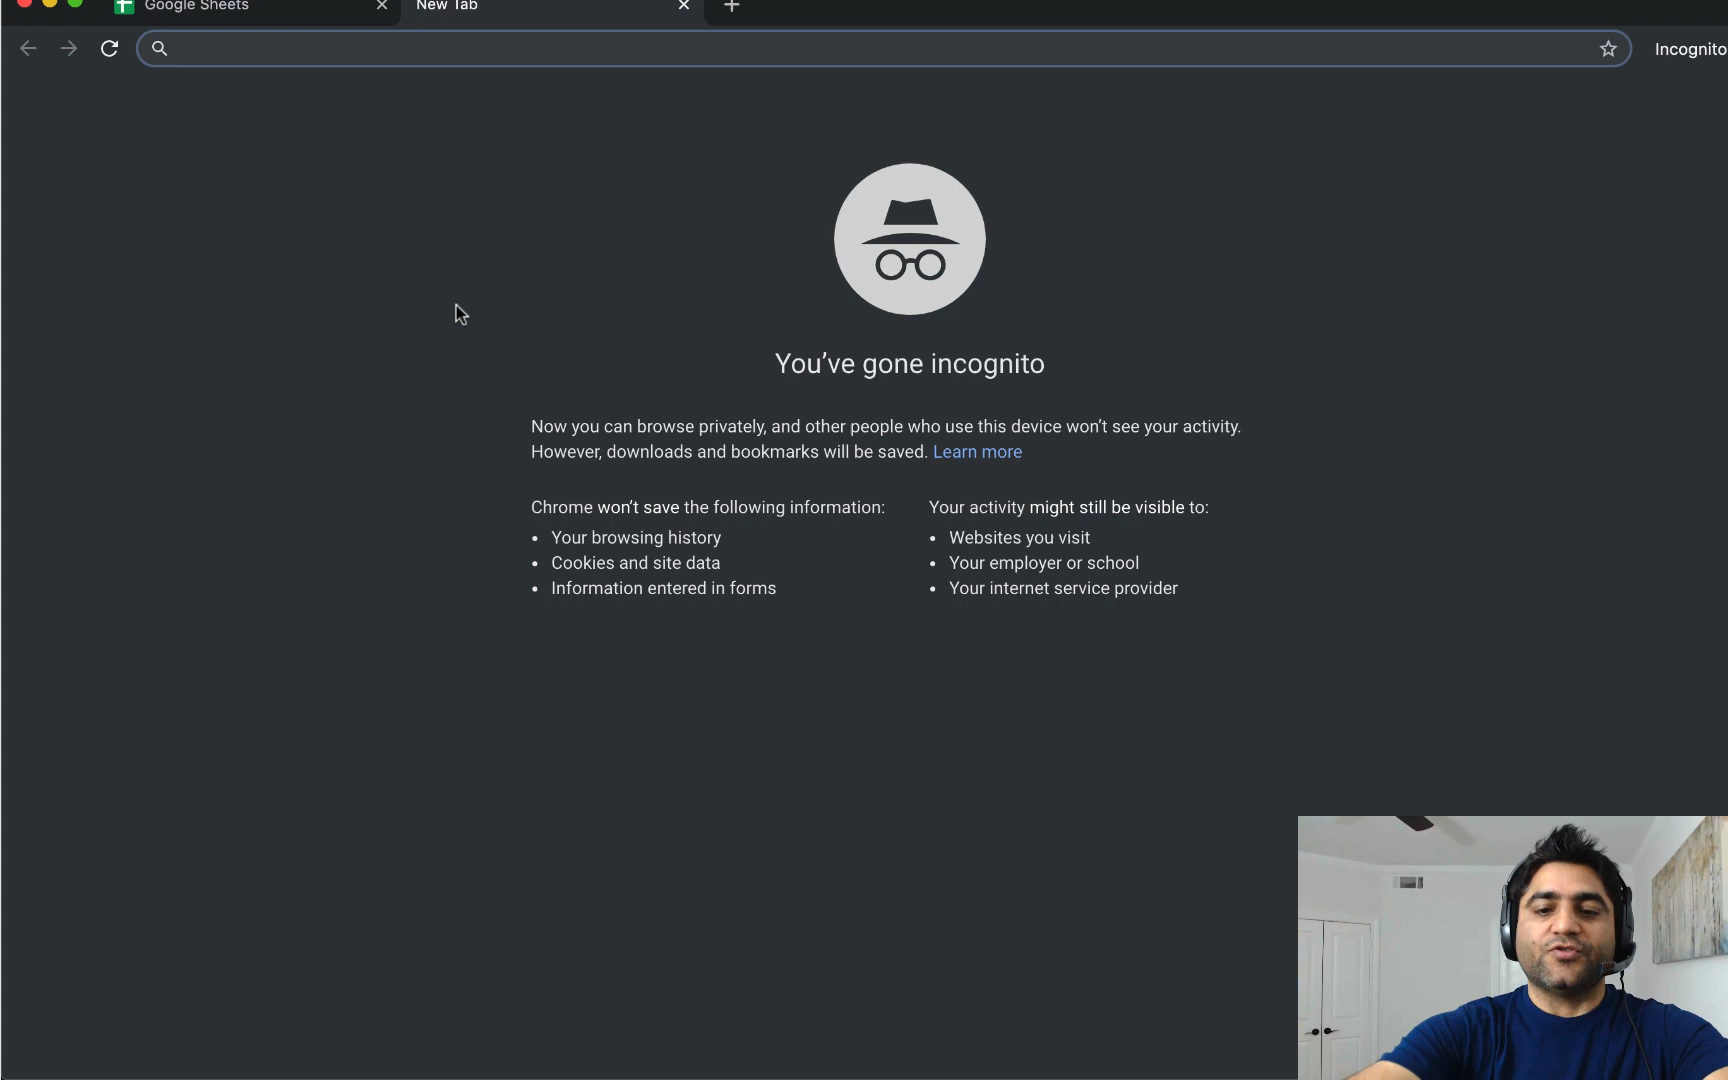 Google Sheets
New Tab
Incognito
You've gone incognito
Now you can browse privately, and other people who use this device won't see your activity.
However, downloads and bookmarks will be saved. Learn more
Chrome won't save the following information:
Your browsing history
Cookies and site data
Information entered in forms
Your activity might still be visible to:
Websites you visit
Your employer or school
Your internet service provider